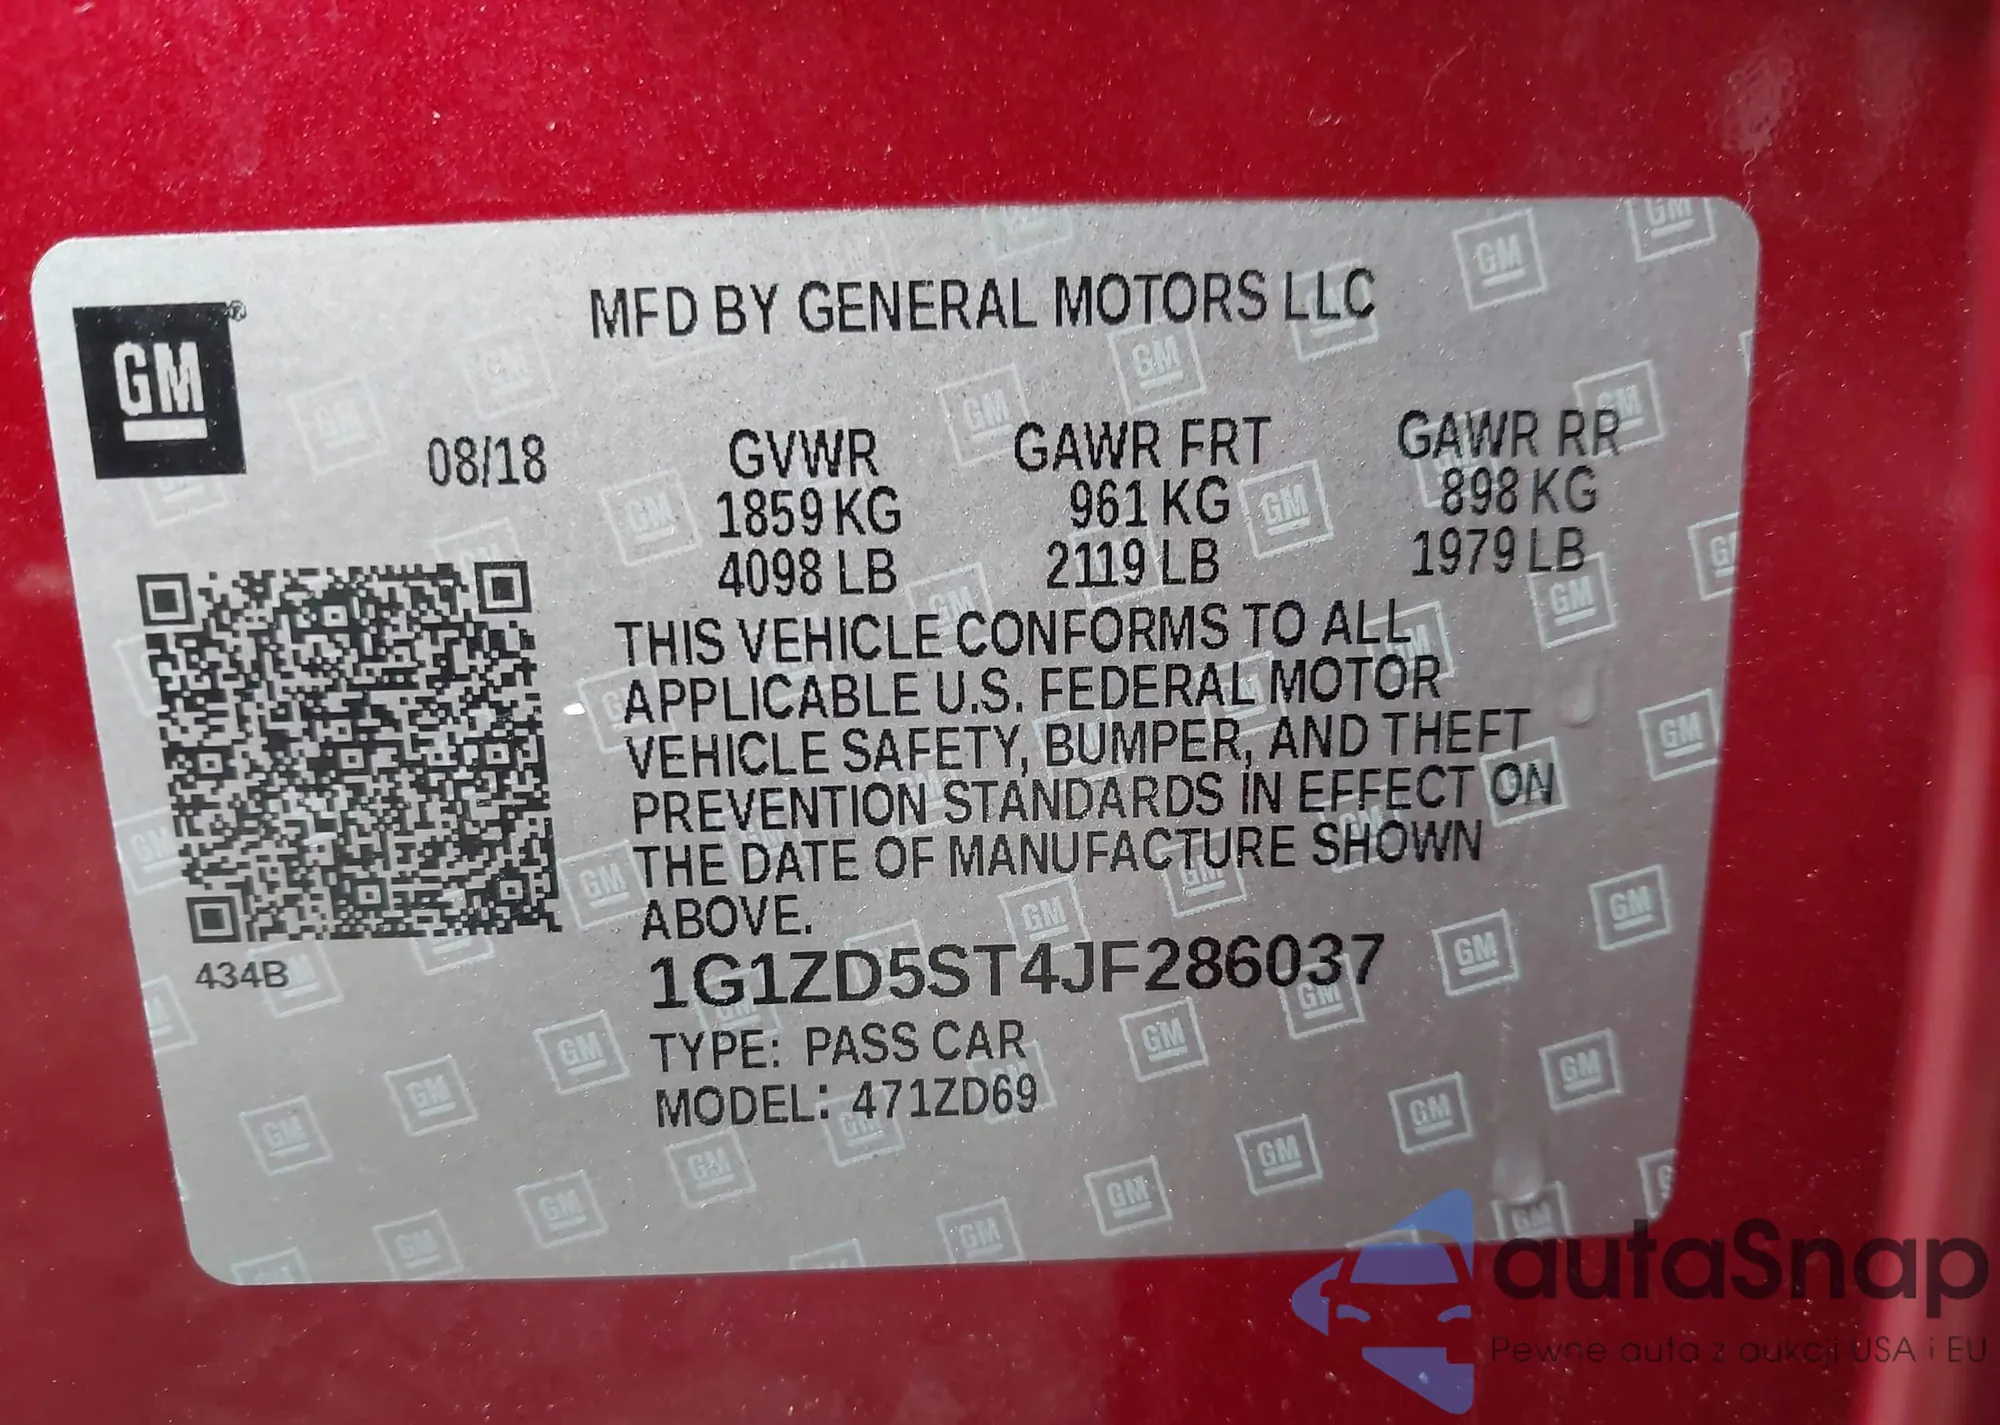 MFD BY GENERAL MOTORS LLC
GM®
08/18
GVWR GAWR FRT GAWR RR
1859 KG 961 KG 898 KG
4098 LB 2119 LB 1979 LB
THIS VEHICLE CONFORMS TO ALL
APPLICABLE U.S. FEDERAL MOTOR
VEHICLE SAFETY, BUMPER, AND THEFT
PREVENTION STANDARDS IN EFFECT ON
THE DATE OF MANUFACTURE SHOWN
ABOVE.
434B
1G1ZD5ST4JF286037
TYPE: PASS CAR
MODEL: 471ZD69
autaSnap
Pewne auta z aukcji USA i EU